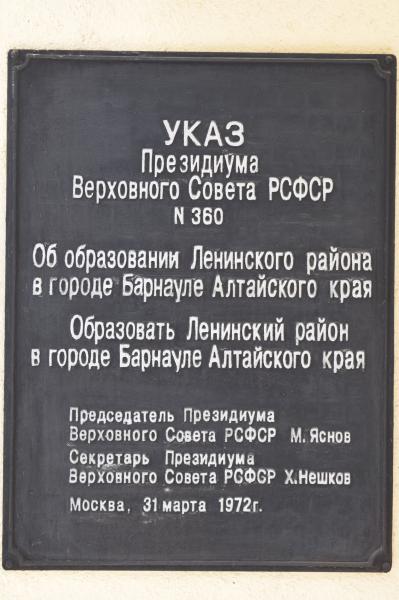 УКАЗ
Президиума
Верховного Совета РСФСР
N 360
Об образовании Ленинского района
в городе Барнауле Алтайского края
Образовать Ленинский район
в городе Барнауле Алтайского края
Председатель Президиума
Верховного Совета РСФСР М. Яснов
Секретарь Президиума
Верховного Совета РСФСР Х.Нешков
Москва, 31 марта 1972г.